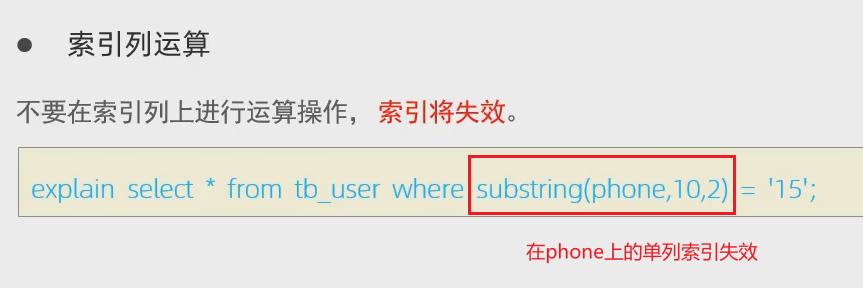 ● 索引列运算
不要在索引列上进行运算操作， 索引将失效。
explain select * from tb_user where substring(phone,10,2) = '15';
在phone上的单列索引失效